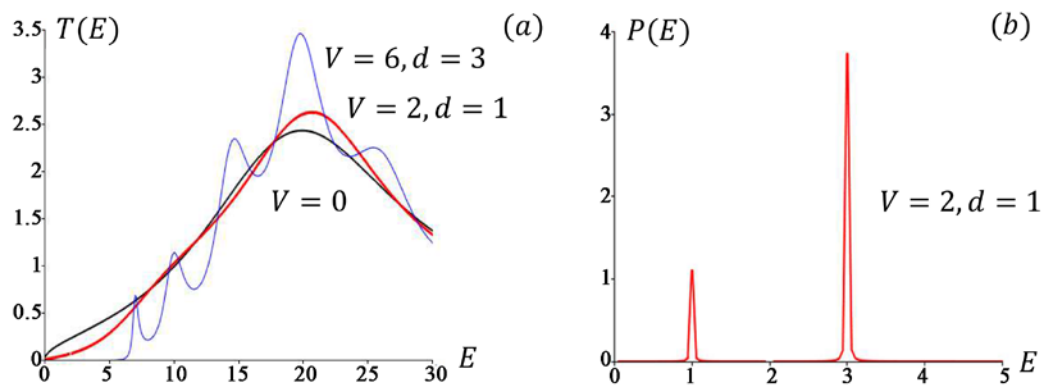 T(E)
(a)
3.5
3
2.5
2
1.5
1
0.5
0
V = 6, d = 3
V = 2, d = 1
V = 0
0 5 10 15 20 25 30
E
P(E)
(b)
4
3
2
1
0
V = 2, d = 1
0 1 2 3 4 5
E